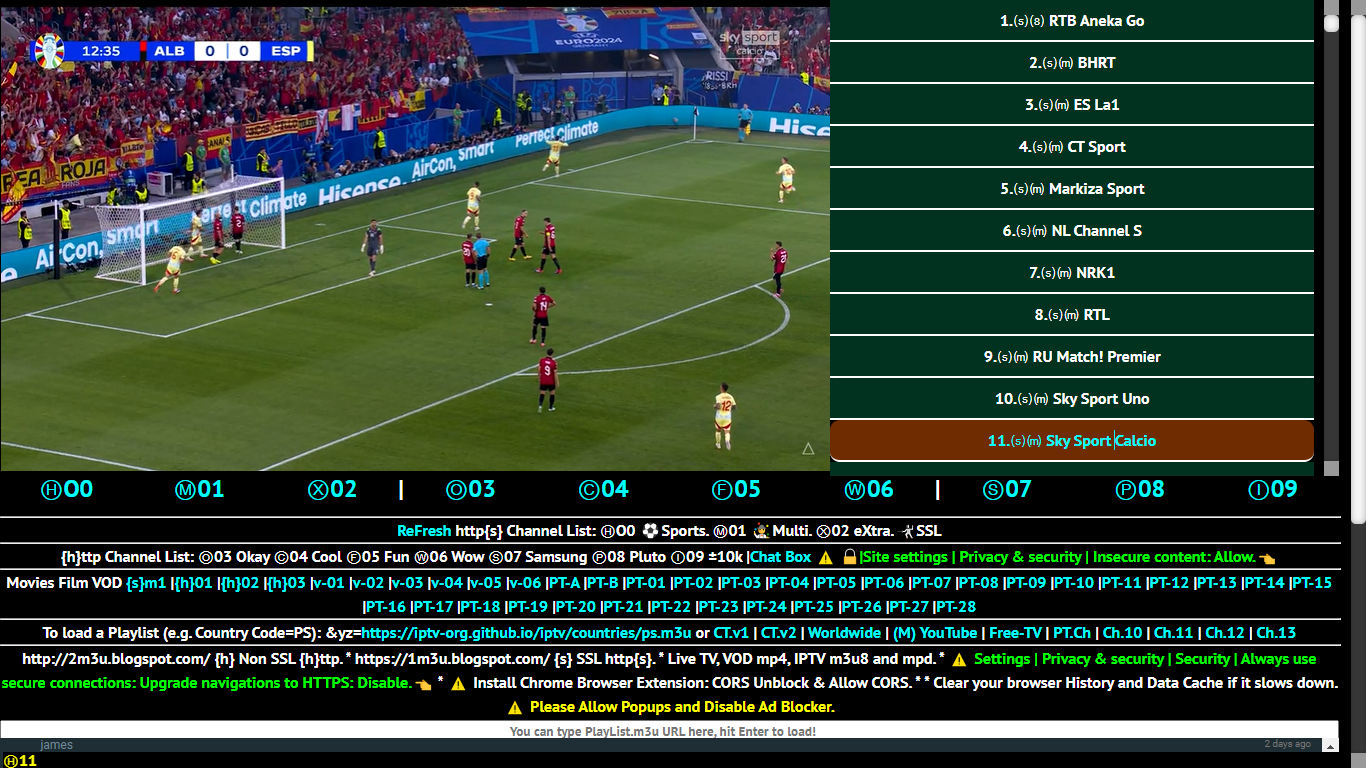 12:35 ALB 0 | 0 ESP
EURO2024
GERMANY
sky sport
calcio
Perfect Climate
Hise
AirCon, smart
Hisense
Perfect Climate
AirCon, smart
ROJA
14
9
12
1.(s)(8) RTB Aneka Go
2.(s)(m) BHRT
3.(s)(m) ES La1
4.(s)(m) CT Sport
5.(s)(m) Markiza Sport
6.(s)(m) NL Channel S
7.(s)(m) NRK1
8.(s)(m) RTL
9.(s)(m) RU Match! Premier
10.(s)(m) Sky Sport Uno
11.(s)(m) Sky Sport Calcio
Ⓗ00 Ⓜ01 Ⓧ02 | Ⓞ03 Ⓒ04 Ⓕ05 Ⓦ06 | Ⓢ07 Ⓟ08 Ⓘ09
ReFresh http{s} Channel List: Ⓗ00 ⚽ Sports. Ⓜ01 Multi. Ⓧ02 eXtra. SSL
{h}ttp Channel List: Ⓞ03 Okay Ⓒ04 Cool Ⓕ05 Fun Ⓦ06 Wow Ⓢ07 Samsung Ⓟ08 Pluto Ⓘ09 ±10k |Chat Box ⚠ 🔒|Site settings | Privacy & security | Insecure content: Allow. 👈
Movies Film VOD {s}m1 |{h}01 |{h}02 |{h}03 |v-01 |v-02 |v-03 |v-04 |v-05 |v-06 |PT-A |PT-B |PT-01 |PT-02 |PT-03 |PT-04 |PT-05 |PT-06 |PT-07 |PT-08 |PT-09 |PT-10 |PT-11 |PT-12 |PT-13 |PT-14 |PT-15
|PT-16 |PT-17 |PT-18 |PT-19 |PT-20 |PT-21 |PT-22 |PT-23 |PT-24 |PT-25 |PT-26 |PT-27 |PT-28
To load a Playlist (e.g. Country Code=PS): &yz=https://iptv-org.github.io/iptv/countries/ps.m3u or CT.v1 | CT.v2 | Worldwide | (M) YouTube | Free-TV | PT.Ch | Ch.10 | Ch.11 | Ch.12 | Ch.13
http://2m3u.blogspot.com/ {h} Non SSL {h}ttp. * https://1m3u.blogspot.com/ {s} SSL http{s}. * Live TV, VOD mp4, IPTV m3u8 and mpd. * ⚠ Settings | Privacy & security | Security | Always use
secure connections: Upgrade navigations to HTTPS: Disable. 👈 * ⚠ Install Chrome Browser Extension: CORS Unblock & Allow CORS. * * Clear your browser History and Data Cache if it slows down.
⚠ Please Allow Popups and Disable Ad Blocker.
You can type PlayList.m3u URL here, hit Enter to load!
james 2 days ago
Ⓗ11